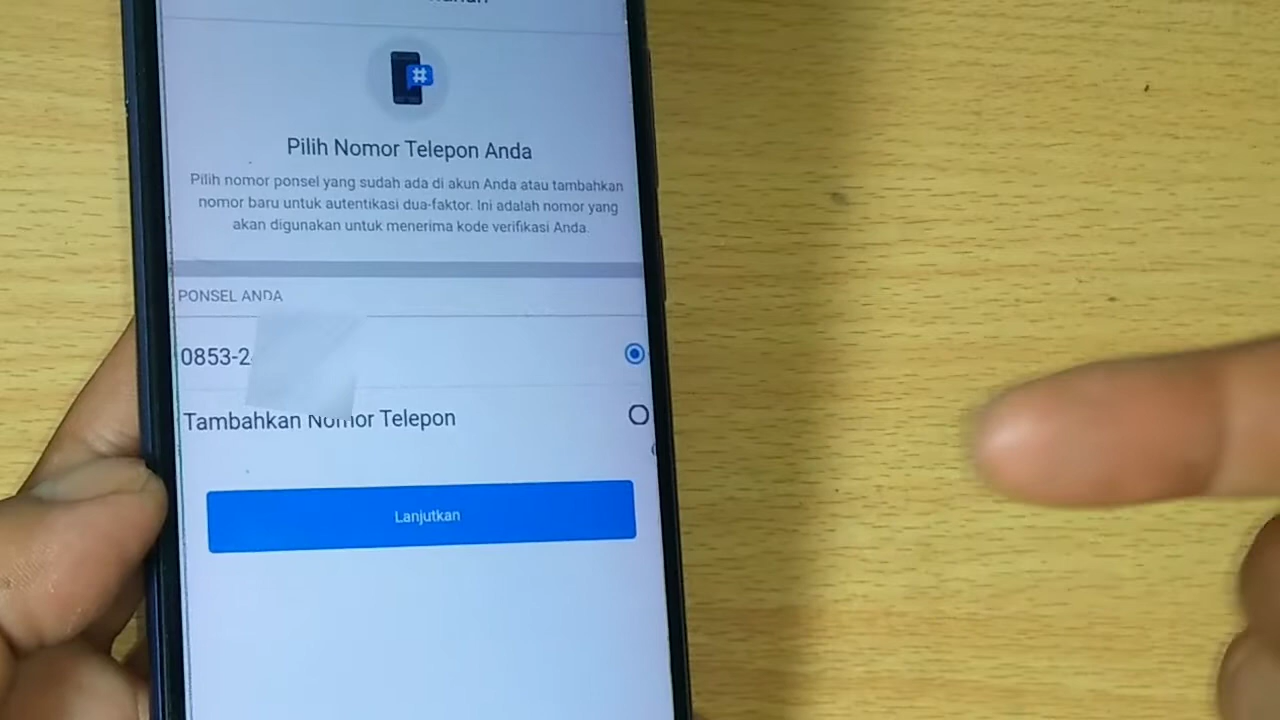 #
Pilih Nomor Telepon Anda
Pilih nomor ponsel yang sudah ada di akun Anda atau tambahkan
nomor baru untuk autentikasi dua-faktor. Ini adalah nomor yang
akan digunakan untuk menerima kode verifikasi Anda.
PONSEL ANDA
0853-2
Tambahkan Nomor Telepon
Lanjutkan